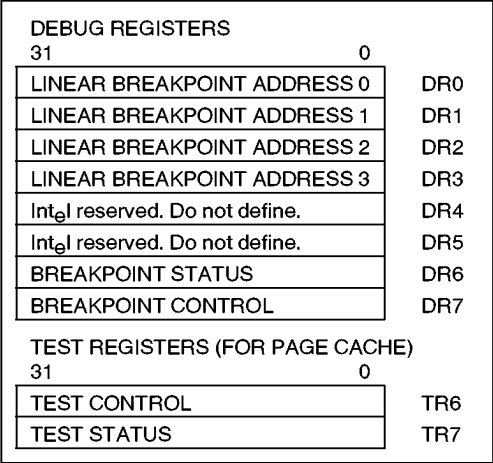 DEBUG REGISTERS
31 0
LINEAR BREAKPOINT ADDRESS 0 DR0
LINEAR BREAKPOINT ADDRESS 1 DR1
LINEAR BREAKPOINT ADDRESS 2 DR2
LINEAR BREAKPOINT ADDRESS 3 DR3
Intel reserved. Do not define. DR4
Intel reserved. Do not define. DR5
BREAKPOINT STATUS DR6
BREAKPOINT CONTROL DR7
TEST REGISTERS (FOR PAGE CACHE)
31 0
TEST CONTROL TR6
TEST STATUS TR7